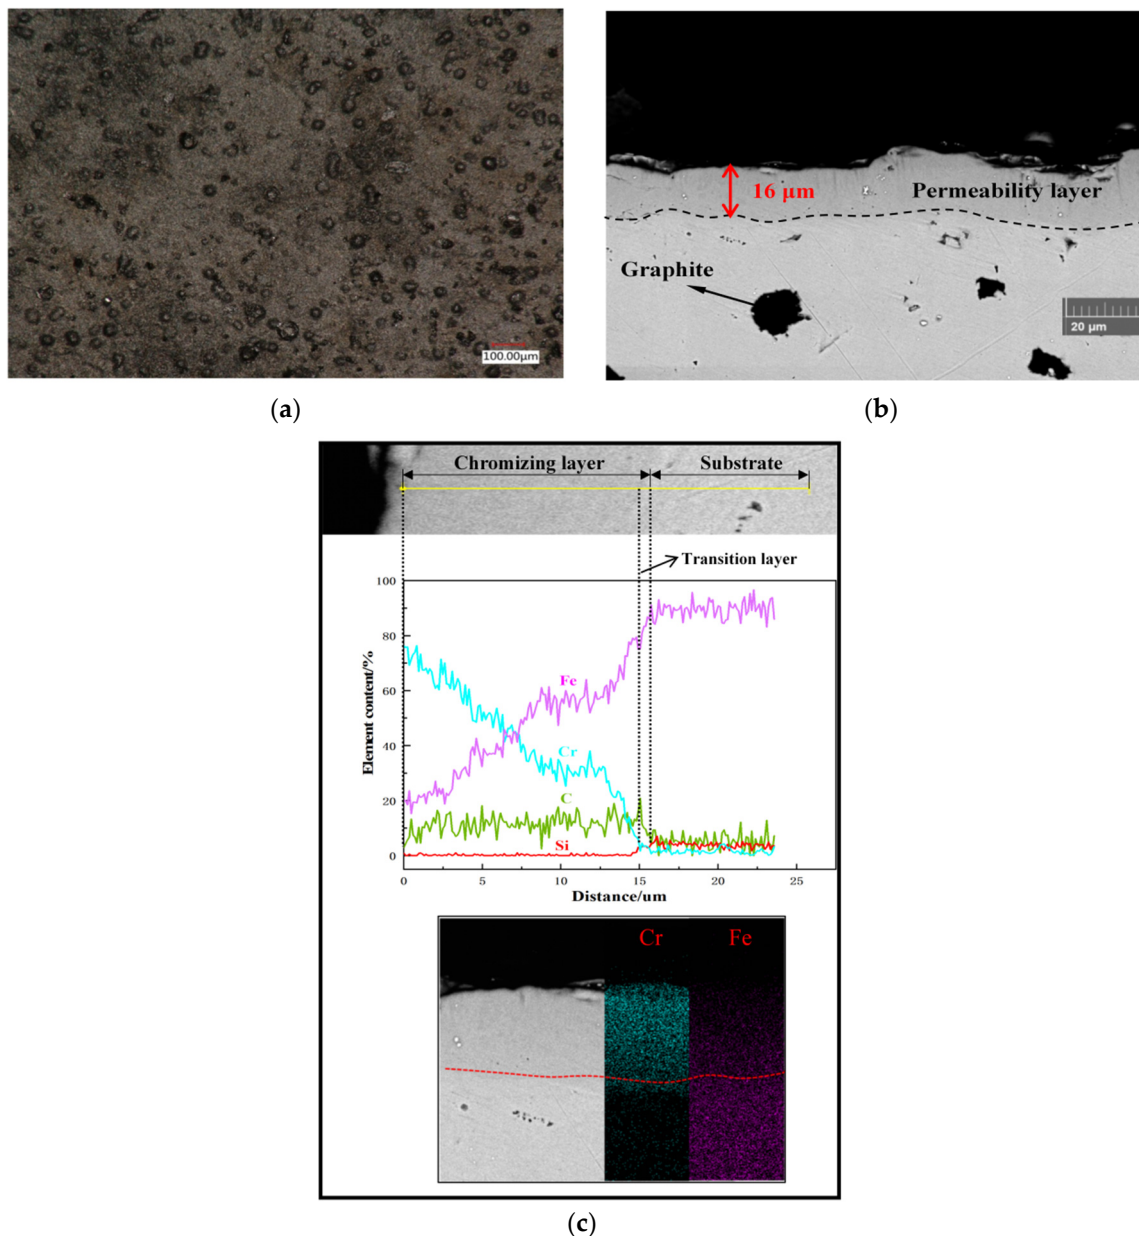 100.00μm
(a)
16 μm
Permeability layer
Graphite
20 μm
(b)
Chromizing layer
Substrate
Transition layer
100
80
60
40
20
0
Element content/%
Fe
Cr
C
Si
0 5 10 15 20 25
Distance/um
Cr Fe
(c)